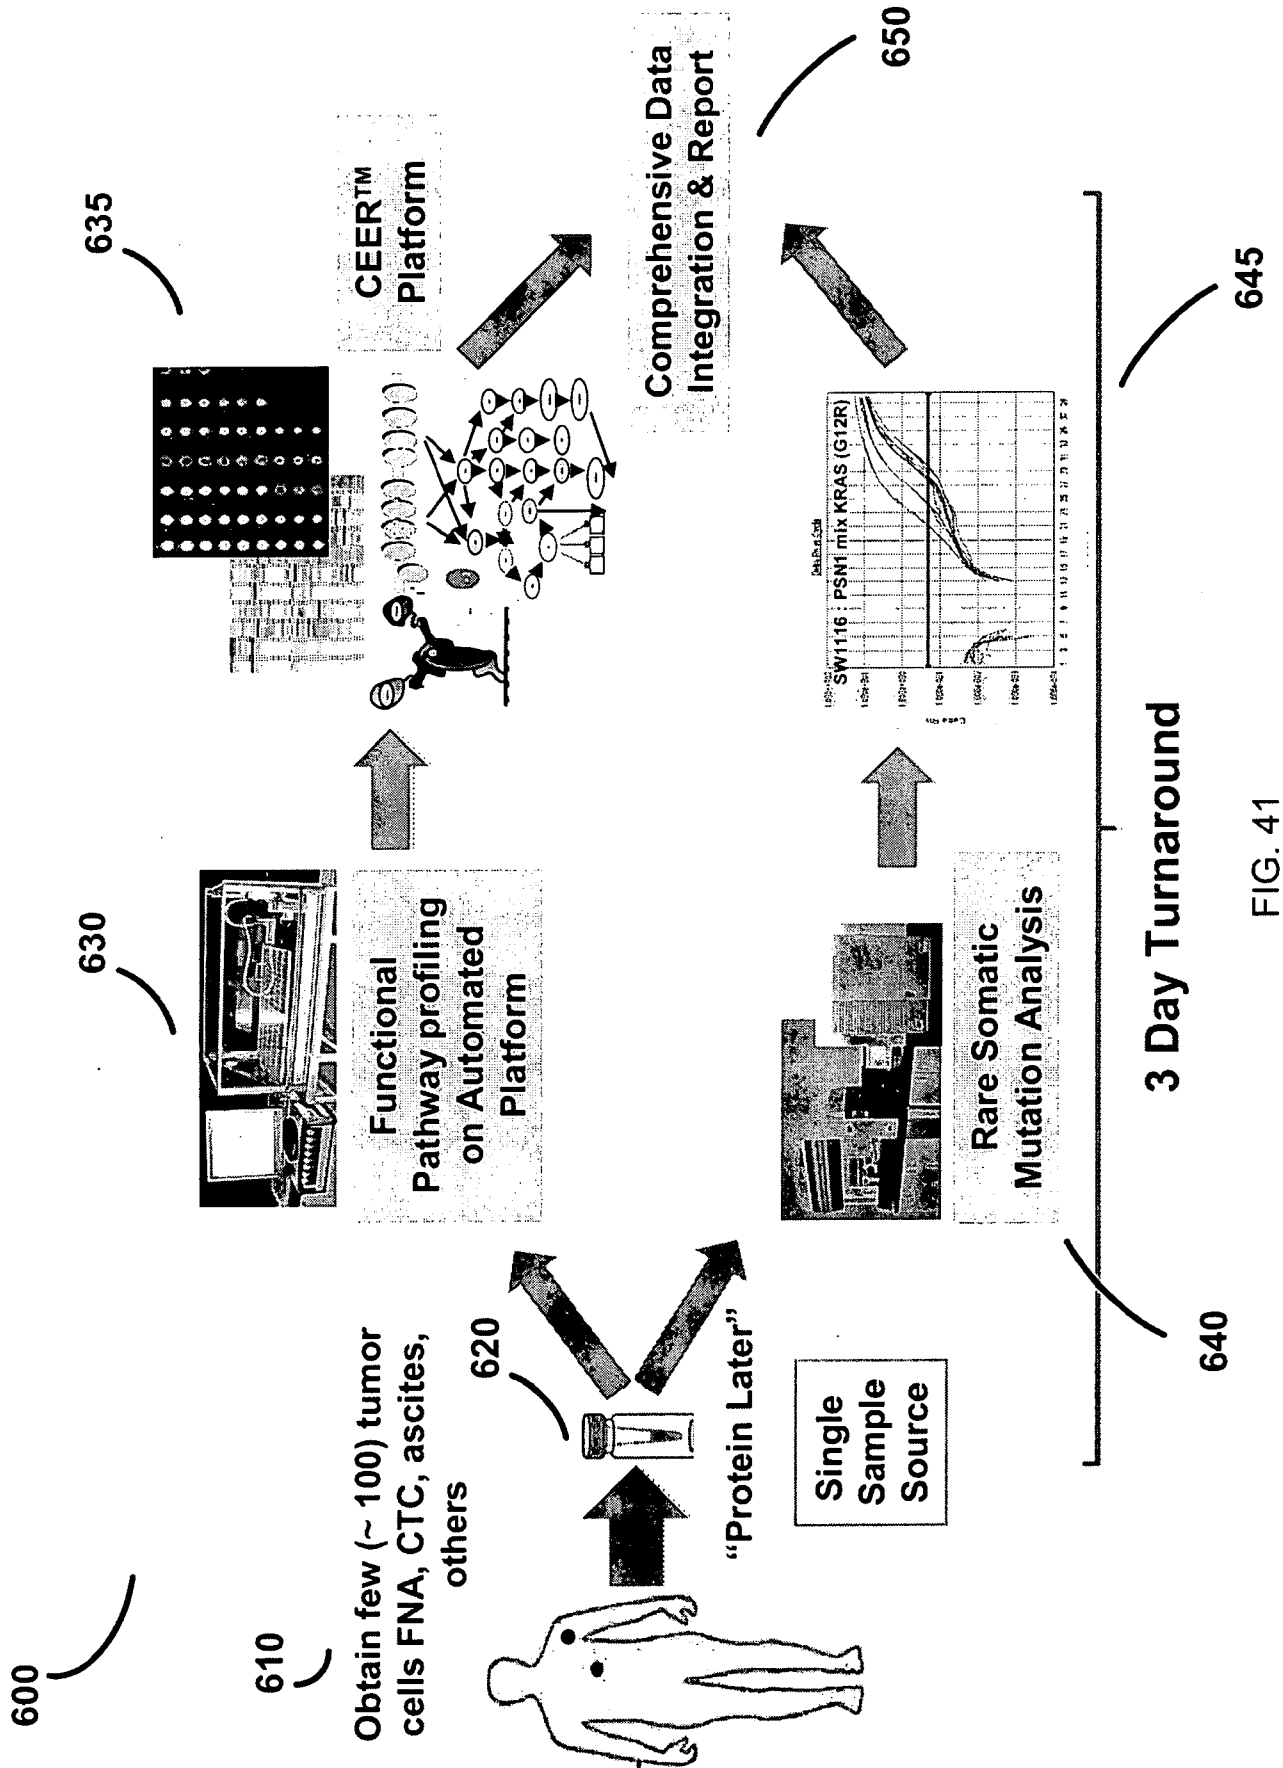 600
610
Obtain few (~ 100) tumor
cells FNA, CTC, ascites,
others
620
"Protein Later"
Single
Sample
Source
630
Functional
Pathway profiling
on Automated
Platform
635
CEER™
Platform
640
Rare Somatic
Mutation Analysis
645
SW1116 : PSN1 mix KRAS (G12R)
650
Comprehensive Data
Integration & Report
3 Day Turnaround
FIG. 41